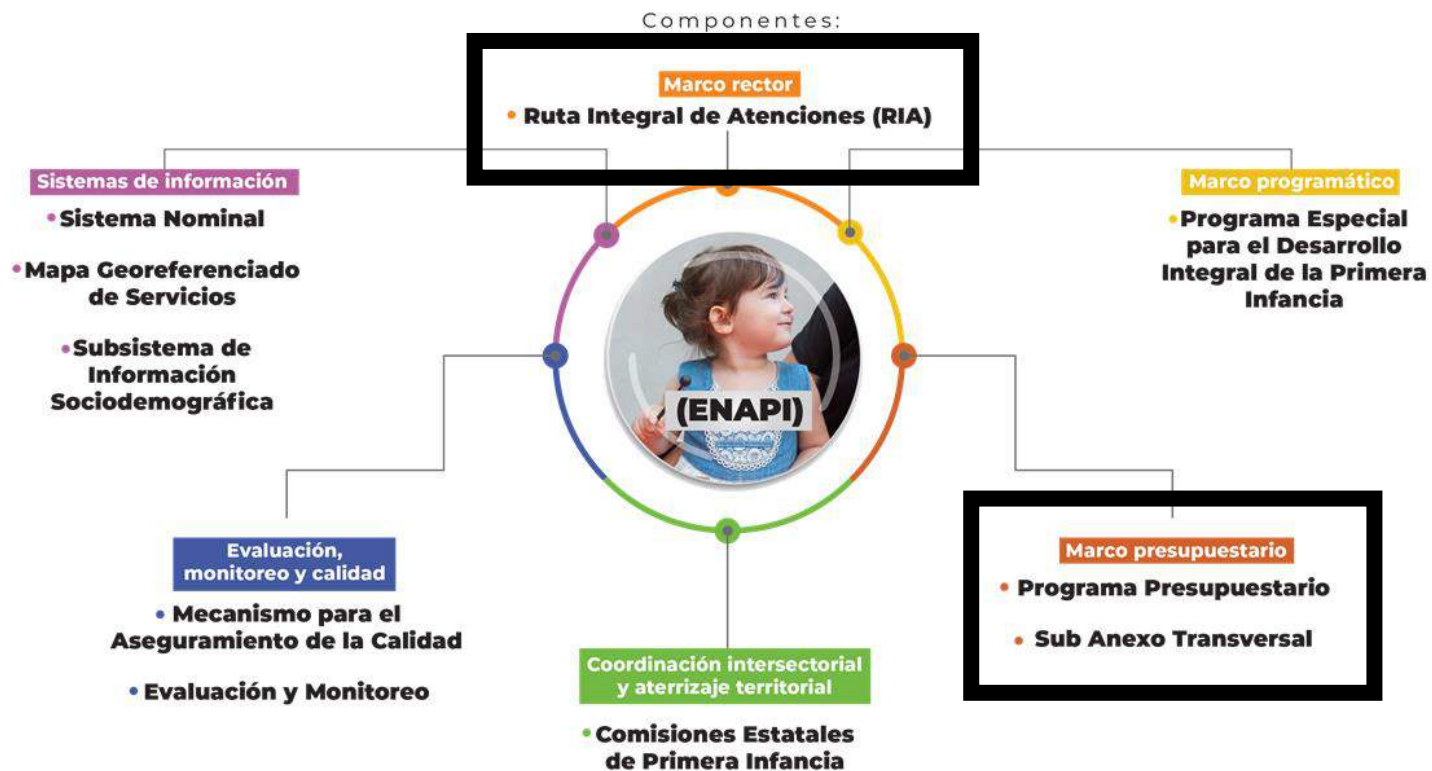 Componentes:
Marco rector
• Ruta Integral de Atenciones (RIA)
Sistemas de información
• Sistema Nominal
• Mapa Georeferenciado
de Servicios
• Subsistema de
Información
Sociodemográfica
Marco programático
• Programa Especial
para el Desarrollo
Integral de la Primera
Infancia
(ENAPI)
Evaluación,
monitoreo y calidad
• Mecanismo para el
Aseguramiento de la Calidad
• Evaluación y Monitoreo
Coordinación intersectorial
y aterrizaje territorial
• Comisiones Estatales
de Primera Infancia
Marco presupuestario
• Programa Presupuestario
• Sub Anexo Transversal